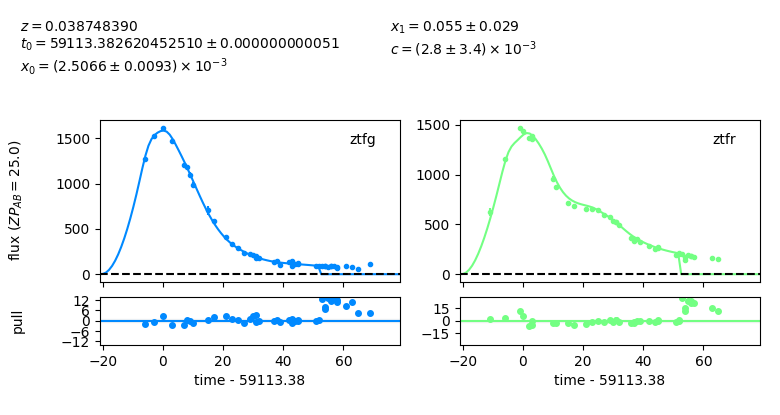 z = 0.038748390
t₀ = 59113.382620452510 ± 0.000000000051
x₀ = (2.5066 ± 0.0093) × 10⁻³
x₁ = 0.055 ± 0.029
c = (2.8 ± 3.4) × 10⁻³
flux (ZP_AB = 25.0)
1500
1000
500
0
ztfg
1500
1000
500
0
ztfr
pull
12
6
0
−6
−12
15
0
−15
−20 0 20 40 60
−20 0 20 40 60
time - 59113.38
time - 59113.38